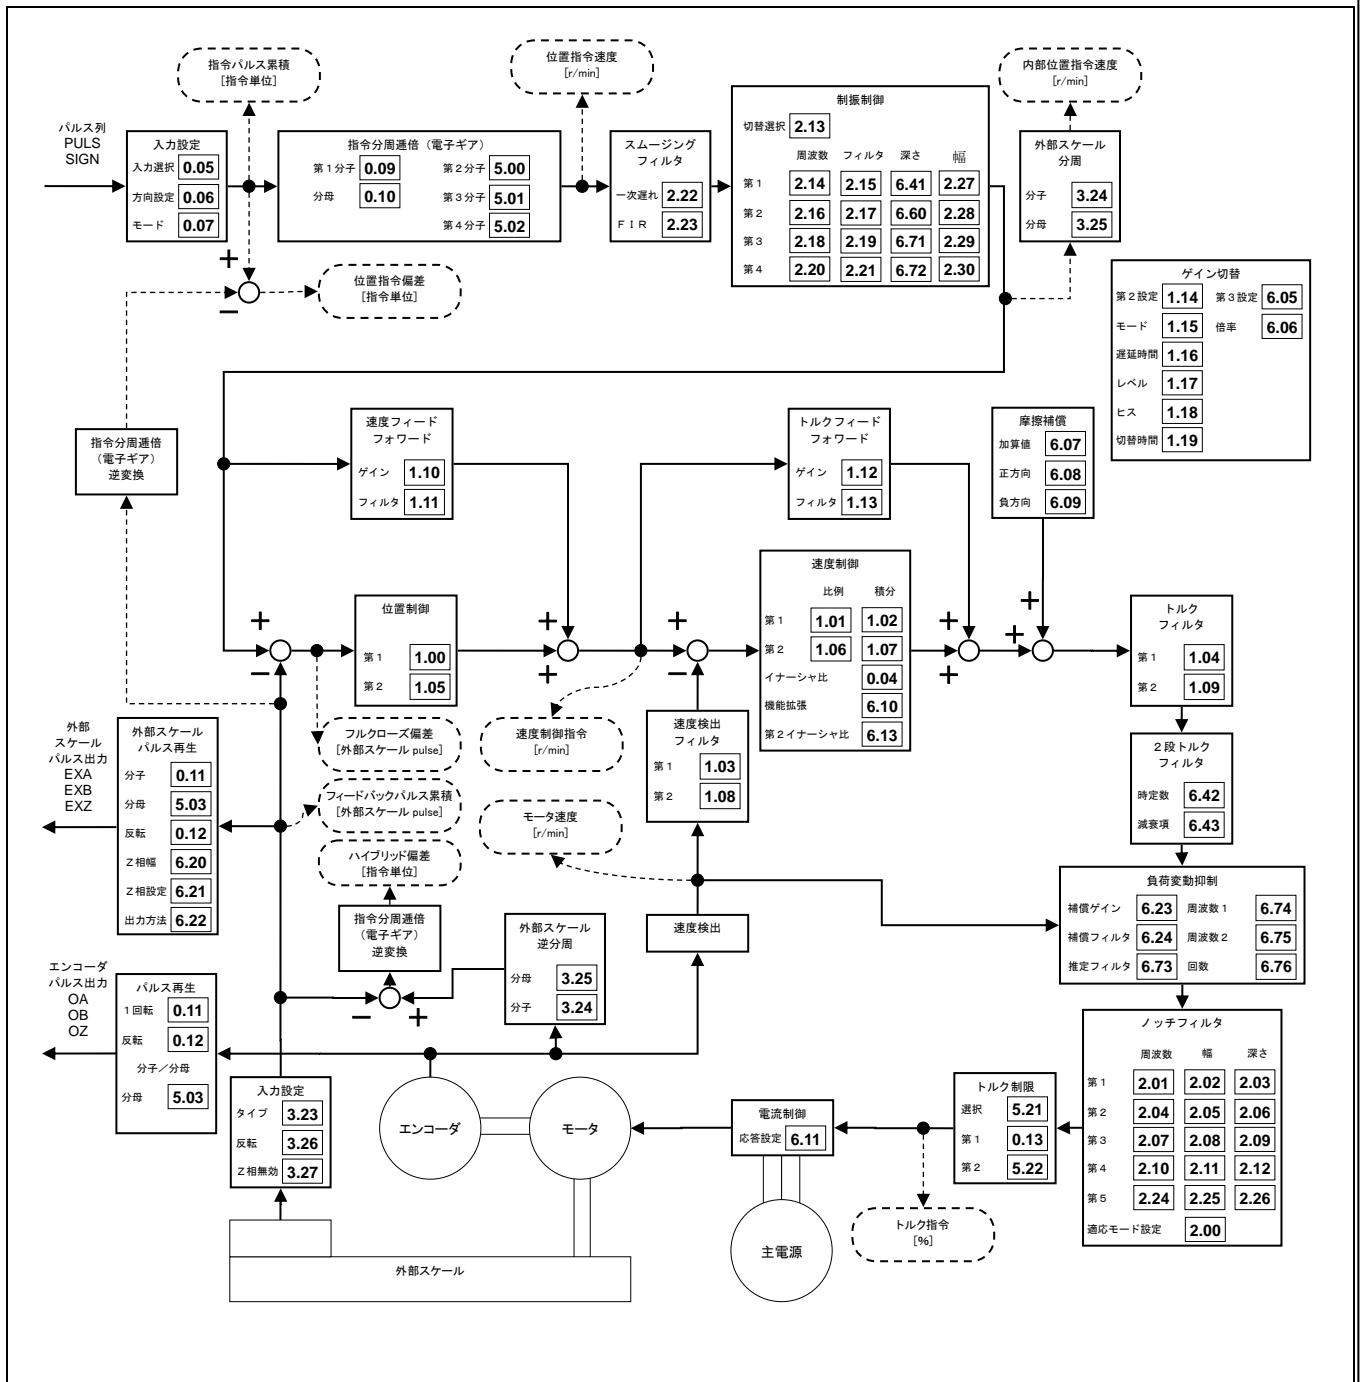 指令パルス累積
[指令単位]
位置指令速度
[r/min]
内部位置指令速度
[r/min]
パルス列
PULS
SIGN
入力設定
入力選択 0.05
方向設定 0.06
モード 0.07
指令分周逓倍（電子ギア）
第１分子 0.09 第２分子 5.00
分母 0.10 第３分子 5.01
第４分子 5.02
スムージング
フィルタ
一次遅れ 2.22
ＦＩＲ 2.23
制振制御
切替選択 2.13
周波数 フィルタ 深さ 幅
第１ 2.14 2.15 6.41 2.27
第２ 2.16 2.17 6.60 2.28
第３ 2.18 2.19 6.71 2.29
第４ 2.20 2.21 6.72 2.30
外部スケール
分周
分子 3.24
分母 3.25
+
−
位置指令偏差
[指令単位]
ゲイン切替
第２設定 1.14 第３設定 6.05
モード 1.15 倍率 6.06
遅延時間 1.16
レベル 1.17
ヒス 1.18
切替時間 1.19
指令分周逓倍
（電子ギア）
逆変換
速度フィード
フォワード
ゲイン 1.10
フィルタ 1.11
トルクフィード
フォワード
ゲイン 1.12
フィルタ 1.13
摩擦補償
加算値 6.07
正方向 6.08
負方向 6.09
+
−
位置制御
第１ 1.00
第２ 1.05
+
+
+
−
速度制御
比例 積分
第１ 1.01 1.02
第２ 1.06 1.07
イナーシャ比 0.04
機能拡張 6.10
第２イナーシャ比 6.13
+
+
+
+
トルク
フィルタ
第１ 1.04
第２ 1.09
フルクローズ偏差
[外部スケール pulse]
速度制御指令
[r/min]
速度検出
フィルタ
第１ 1.03
第２ 1.08
２段トルク
フィルタ
時定数 6.42
減衰項 6.43
外部
スケール
パルス出力
EXA
EXB
EXZ
外部スケール
パルス再生
分子 0.11
分母 5.03
反転 0.12
Ｚ相幅 6.20
Ｚ相設定 6.21
出力方法 6.22
フィードバックパルス累積
[外部スケール pulse]
モータ速度
[r/min]
ハイブリッド偏差
[指令単位]
指令分周逓倍
（電子ギア）
逆変換
外部スケール
逆分周
分母 3.25
分子 3.24
速度検出
負荷変動抑制
補償ゲイン 6.23 周波数１ 6.74
補償フィルタ 6.24 周波数２ 6.75
推定フィルタ 6.73 回数 6.76
−
+
エンコーダ
パルス出力
OA
OB
OZ
パルス再生
１回転 0.11
反転 0.12
分子／分母
分母 5.03
入力設定
タイプ 3.23
反転 3.26
Ｚ相無効 3.27
エンコーダ
モータ
電流制御
応答設定 6.11
トルク制限
選択 5.21
第１ 0.13
第２ 5.22
ノッチフィルタ
周波数 幅 深さ
第１ 2.01 2.02 2.03
第２ 2.04 2.05 2.06
第３ 2.07 2.08 2.09
第４ 2.10 2.11 2.12
第５ 2.24 2.25 2.26
適応モード設定 2.00
トルク指令
[%]
主電源
外部スケール